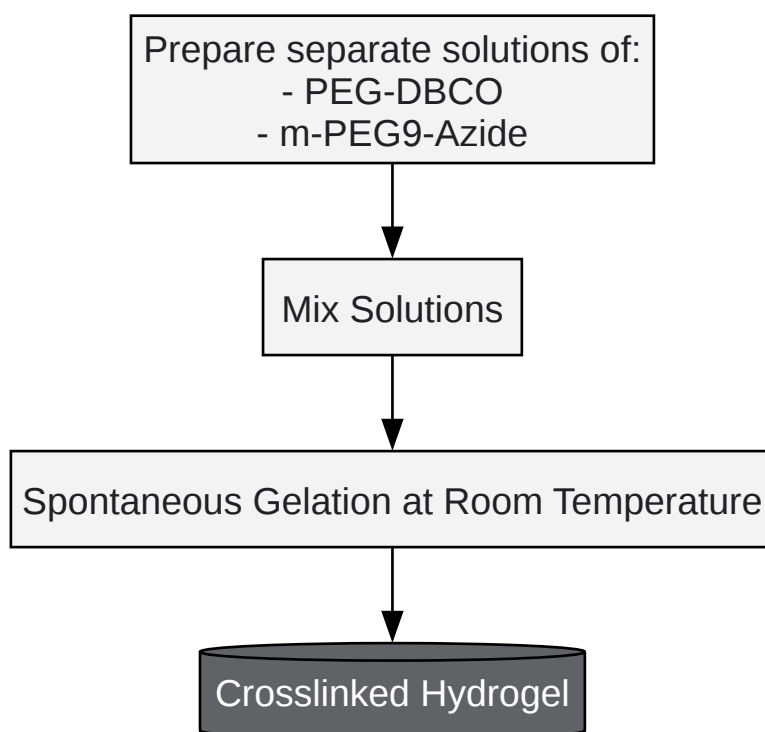 Prepare separate solutions of:
- PEG-DBCO
- m-PEG9-Azide
Mix Solutions
Spontaneous Gelation at Room Temperature
Crosslinked Hydrogel